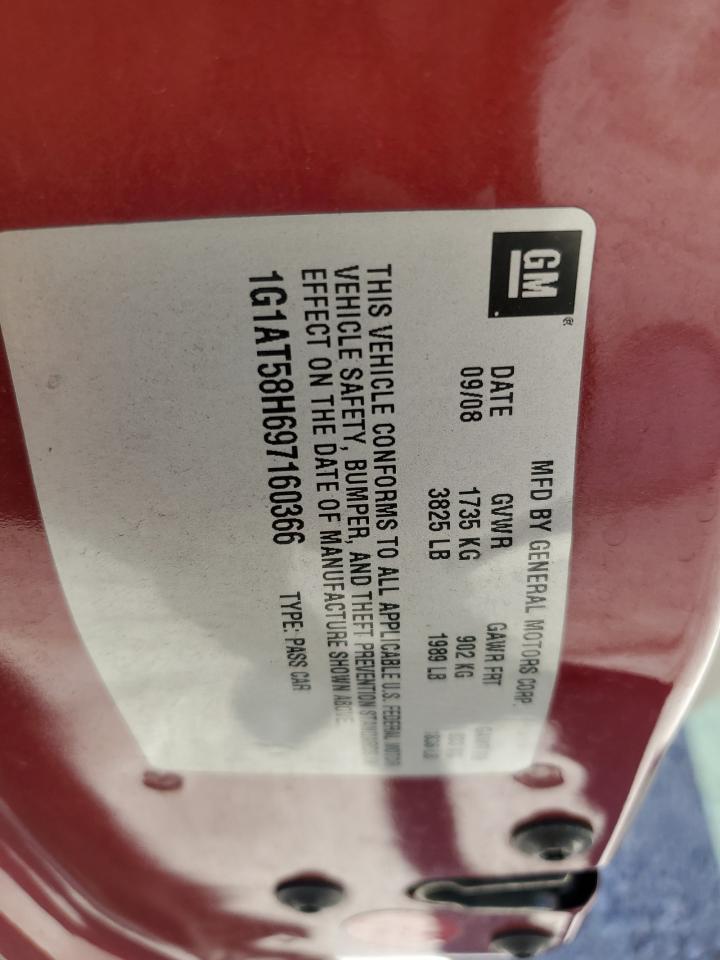 GM
®
MFD BY GENERAL MOTORS CORP.
DATE GVWR GAWR FRT
09/08 1735 KG 902 KG
3825 LB 1989 LB
THIS VEHICLE CONFORMS TO ALL APPLICABLE U.S. FEDERAL MOTOR
VEHICLE SAFETY, BUMPER, AND THEFT PREVENTION STANDARDS IN
EFFECT ON THE DATE OF MANUFACTURE SHOWN ABOVE.
1G1AT58H697160366 TYPE: PASS CAR